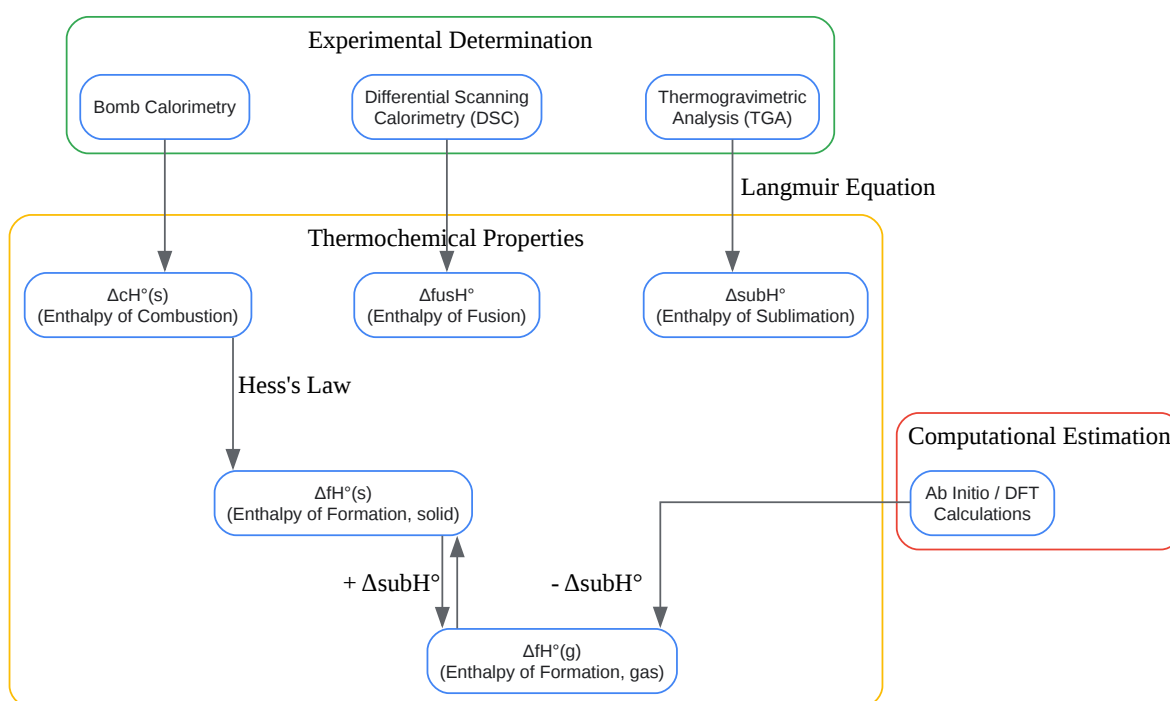 Experimental Determination
Bomb Calorimetry
Differential Scanning
Calorimetry (DSC)
Thermogravimetric
Analysis (TGA)
Langmuir Equation
Thermochemical Properties
ΔcH°(s)
(Enthalpy of Combustion)
ΔfusH°
(Enthalpy of Fusion)
ΔsubH°
(Enthalpy of Sublimation)
Hess's Law
Computational Estimation
Ab Initio / DFT
Calculations
ΔfH°(s)
(Enthalpy of Formation, solid)
+ ΔsubH°
- ΔsubH°
ΔfH°(g)
(Enthalpy of Formation, gas)